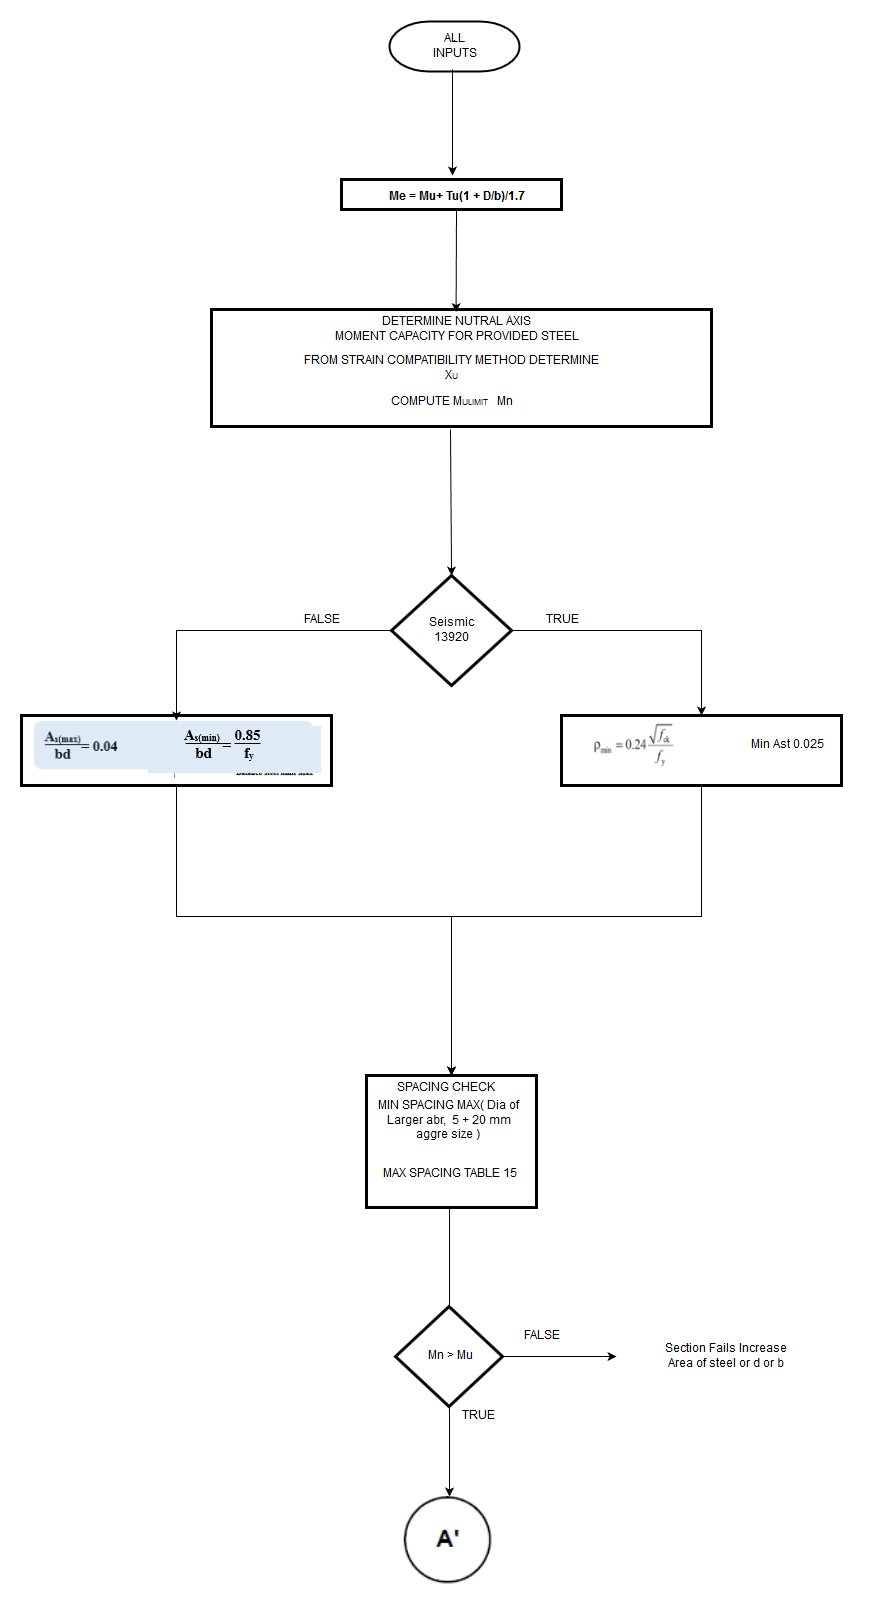 ALL
INPUTS
Me = Mu+ Tu(1 + D/b)/1.7
DETERMINE NUTRAL AXIS
MOMENT CAPACITY FOR PROVIDED STEEL
FROM STRAIN COMPATIBILITY METHOD DETERMINE
XU
COMPUTE MULIMIT Mn
Seismic
13920
FALSE
TRUE
As(max)/bd = 0.04
As(min)/bd = 0.85/fy
ρmin = 0.24 √fck/fy
Min Ast 0.025
SPACING CHECK
MIN SPACING MAX( Dia of
Larger abr, 5 + 20 mm
aggre size )
MAX SPACING TABLE 15
Mn > Mu
FALSE
Section Fails Increase
Area of steel or d or b
TRUE
A'